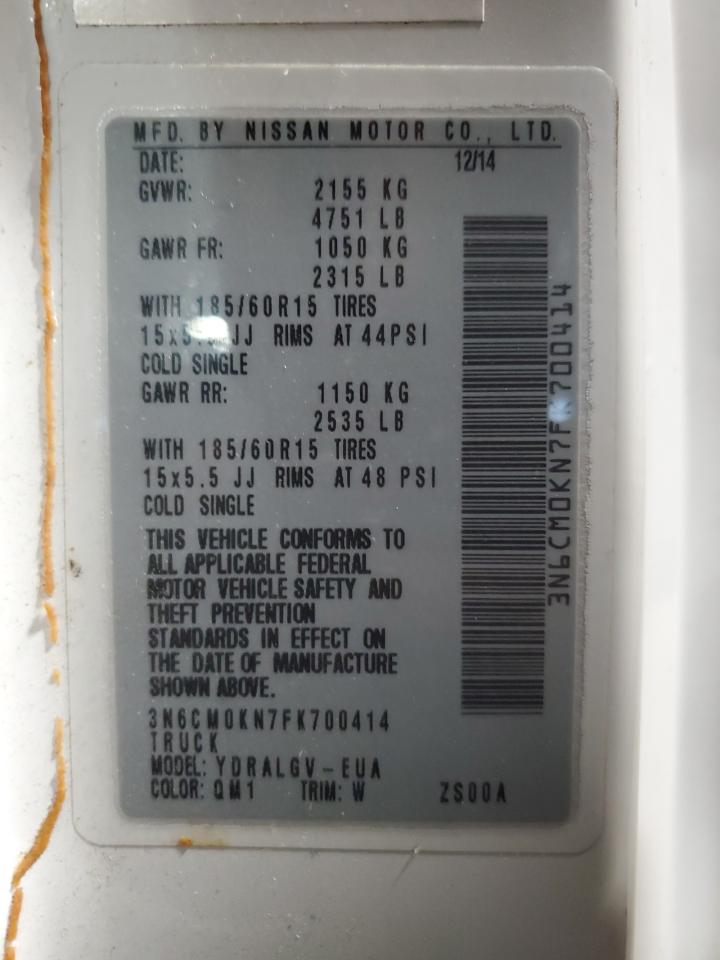 MFD. BY NISSAN MOTOR CO., LTD.
DATE: 12/14
GVWR: 2155 KG
4751 LB
GAWR FR: 1050 KG
2315 LB
WITH 185/60R15 TIRES
JJ RIMS AT 44PSI
COLD SINGLE
GAWR RR: 1150 KG
2535 LB
WITH 185/60R15 TIRES
15x5.5 JJ RIMS AT 48 PSI
COLD SINGLE
THIS VEHICLE CONFORMS TO
ALL APPLICABLE FEDERAL
MOTOR VEHICLE SAFETY AND
THEFT PREVENTION
STANDARDS IN EFFECT ON
THE DATE OF MANUFACTURE
SHOWN ABOVE.
3N6CM0KN7FK700414
TRUCK
MODEL: YDRALGV-EUA
COLOR: QM1 TRIM: W ZS00A
3N6CM0KN7FK700414